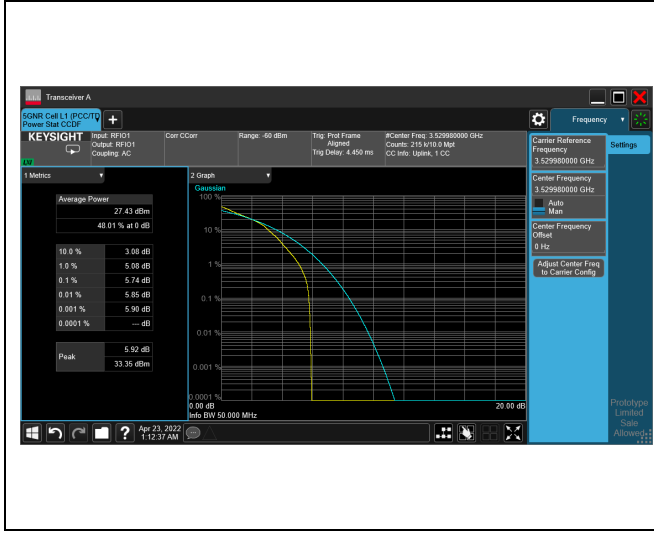 Transceiver A
5GNR Cell L1 (PCC/TD
Power Stat CCDF
Frequency
KEYSIGHT
Input: RFIO1
Output: RFIO1
Coupling: AC
Corr CCorr
Range: -60 dBm
Trig: Prot Frame
Aligned
Trig Delay: 4.450 ms
#Center Freq: 3.529980000 GHz
Counts: 215 k/10.0 Mpt
CC Info: Uplink, 1 CC
LVI
1 Metrics
Average Power
27.43 dBm
48.01 % at 0 dB
10.0 % 3.08 dB
1.0 % 5.08 dB
0.1 % 5.74 dB
0.01 % 5.85 dB
0.001 % 5.90 dB
0.0001 % --- dB
Peak
5.92 dB
33.35 dBm
2 Graph
Gaussian
100 %
10 %
1 %
0.1 %
0.01 %
0.001 %
0.0001 %
0.00 dB
20.00 dB
Info BW 50.000 MHz
Carrier Reference
Frequency
3.529980000 GHz
Center Frequency
3.529980000 GHz
Auto
Man
Center Frequency
Offset
0 Hz
Adjust Center Freq
to Carrier Config
Settings
Prototype
Limited
Sale
Allowed
Apr 23, 2022
1:12:37 AM